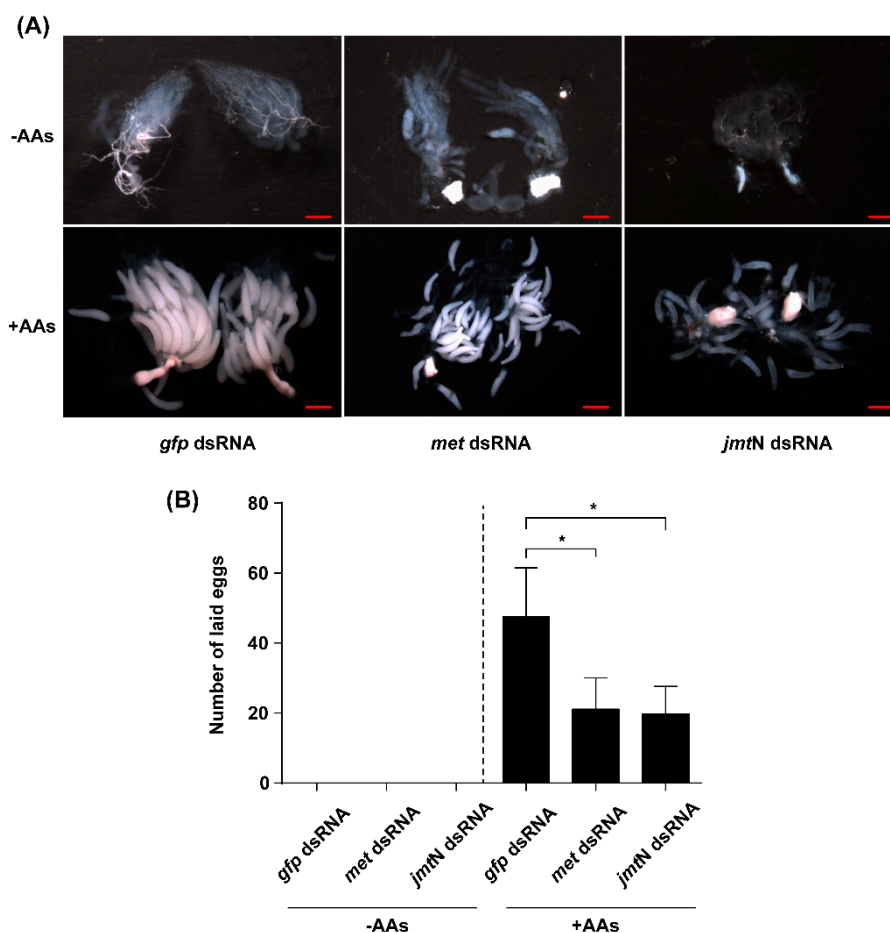 (A)
-AAs
+AAs
gfp dsRNA met dsRNA jmtN dsRNA
(B)
Number of laid eggs
80
60
40
20
0
* *
gfp dsRNA met dsRNA jmtN dsRNA gfp dsRNA met dsRNA jmtN dsRNA
-AAs +AAs